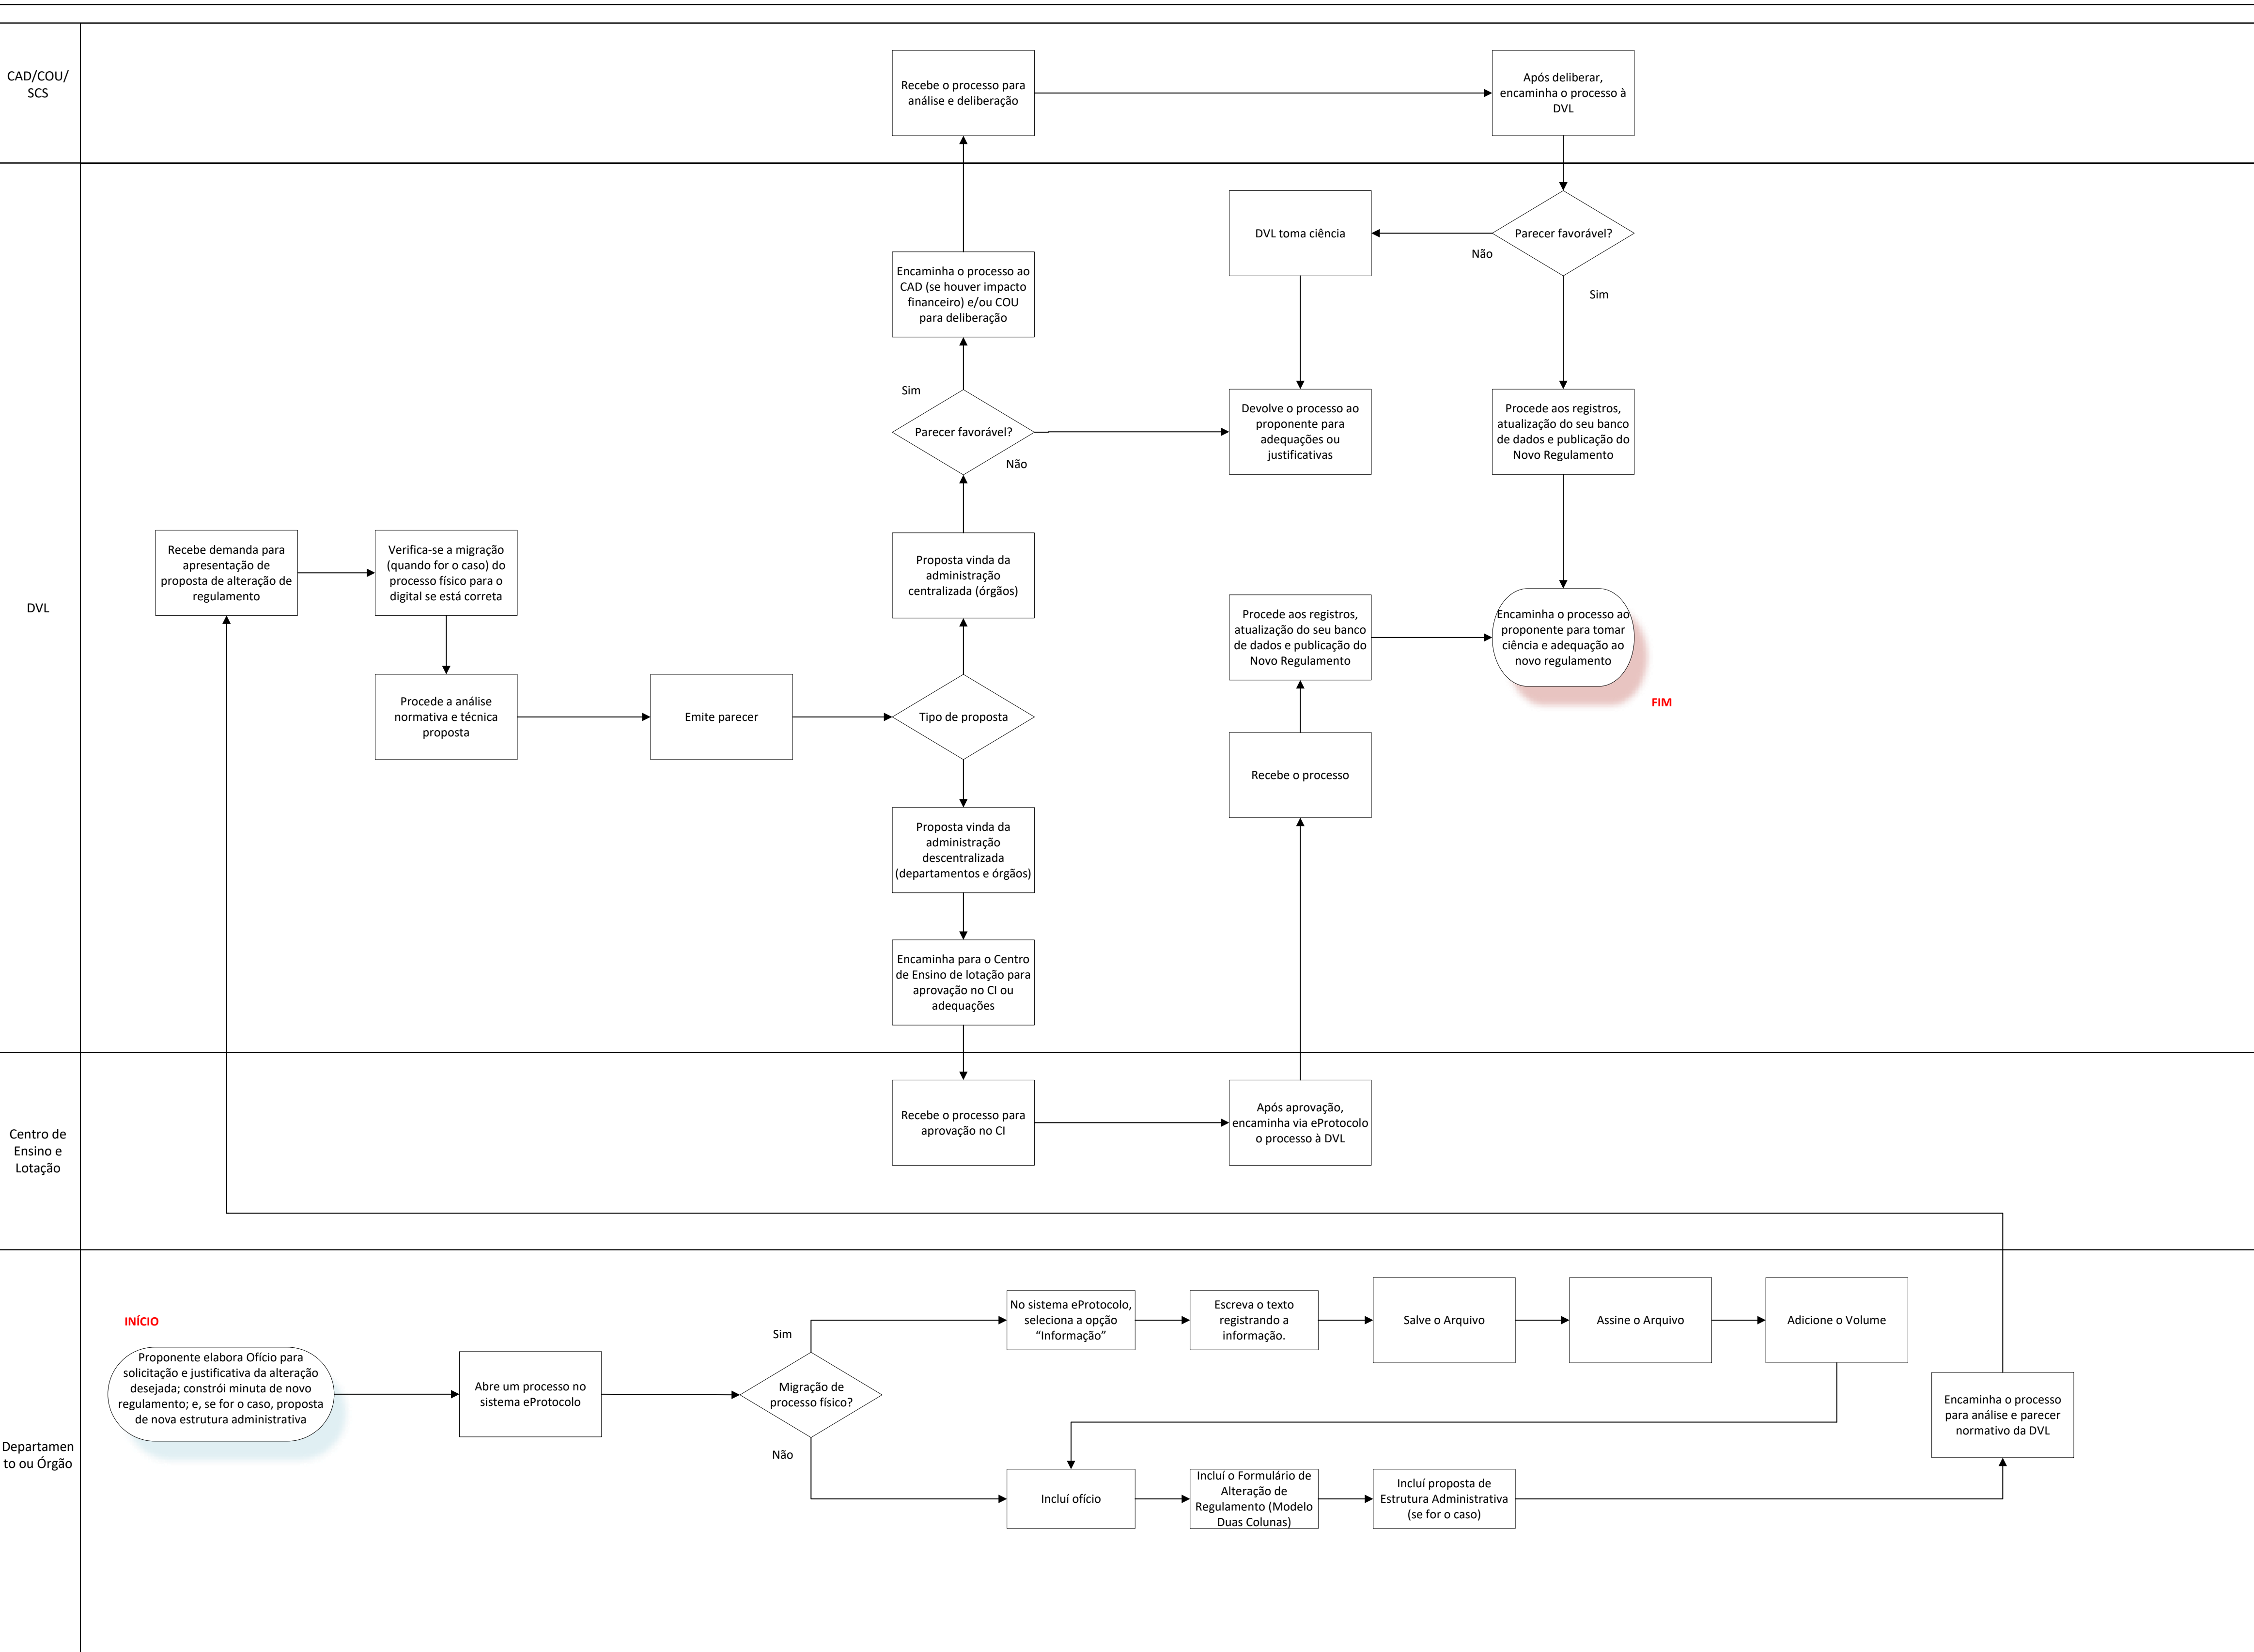 CAD/COU/
SCS
Recebe o processo para
análise e deliberação
Após deliberar,
encaminha o processo à
DVL
DVL
DVL toma ciência
Parecer favorável?
Não
Sim
Encaminha o processo ao
CAD (se houver impacto
financeiro) e/ou COU
para deliberação
Sim
Parecer favorável?
Não
Devolve o processo ao
proponente para
adequações ou
justificativas
Procede aos registros,
atualização do seu banco
de dados e publicação do
Novo Regulamento
Recebe demanda para
apresentação de
proposta de alteração de
regulamento
Verifica-se a migração
(quando for o caso) do
processo físico para o
digital se está correta
Proposta vinda da
administração
centralizada (órgãos)
Procede aos registros,
atualização do seu banco
de dados e publicação do
Novo Regulamento
Encaminha o processo ao
proponente para tomar
ciência e adequação ao
novo regulamento
FIM
Procede a análise
normativa e técnica
proposta
Emite parecer
Tipo de proposta
Recebe o processo
Proposta vinda da
administração
descentralizada
(departamentos e órgãos)
Encaminha para o Centro
de Ensino de lotação para
aprovação no CI ou
adequações
Centro de
Ensino e
Lotação
Recebe o processo para
aprovação no CI
Após aprovação,
encaminha via eProtocolo
o processo à DVL
Departamen
to ou Órgão
INÍCIO
Proponente elabora Ofício para
solicitação e justificativa da alteração
desejada; constrói minuta de novo
regulamento; e, se for o caso, proposta
de nova estrutura administrativa
Abre um processo no
sistema eProtocolo
Migração de
processo físico?
Sim
Não
No sistema eProtocolo,
seleciona a opção
“Informação”
Escreva o texto
registrando a
informação.
Salve o Arquivo
Assine o Arquivo
Adicione o Volume
Incluí ofício
Incluí o Formulário de
Alteração de
Regulamento (Modelo
Duas Colunas)
Incluí proposta de
Estrutura Administrativa
(se for o caso)
Encaminha o processo
para análise e parecer
normativo da DVL